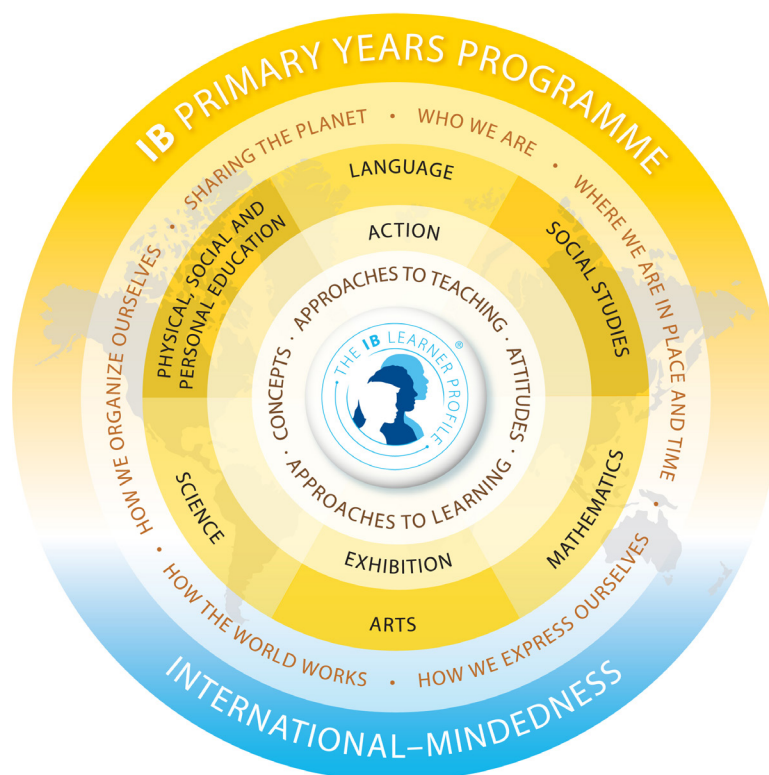 IB PRIMARY YEARS PROGRAMME
SHARING THE PLANET • WHO WE ARE • WHERE WE ARE IN PLACE AND TIME •
HOW WE EXPRESS OURSELVES • HOW THE WORLD WORKS • HOW WE ORGANIZE OURSELVES •
LANGUAGE
SOCIAL STUDIES
MATHEMATICS
ARTS
SCIENCE
PHYSICAL, SOCIAL AND
PERSONAL EDUCATION
ACTION
EXHIBITION
APPROACHES TO TEACHING · ATTITUDES ·
APPROACHES TO LEARNING · CONCEPTS ·
THE IB LEARNER PROFILE ®
INTERNATIONAL–MINDEDNESS